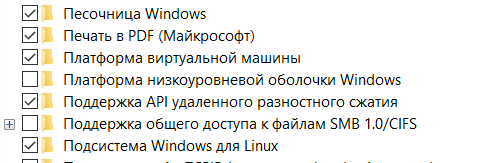 Песочница Windows
Печать в PDF (Майкрософт)
Платформа виртуальной машины
Платформа низкоуровневой оболочки Windows
Поддержка API удаленного разностного сжатия
Поддержка общего доступа к файлам SMB 1.0/CIFS
Подсистема Windows для Linux